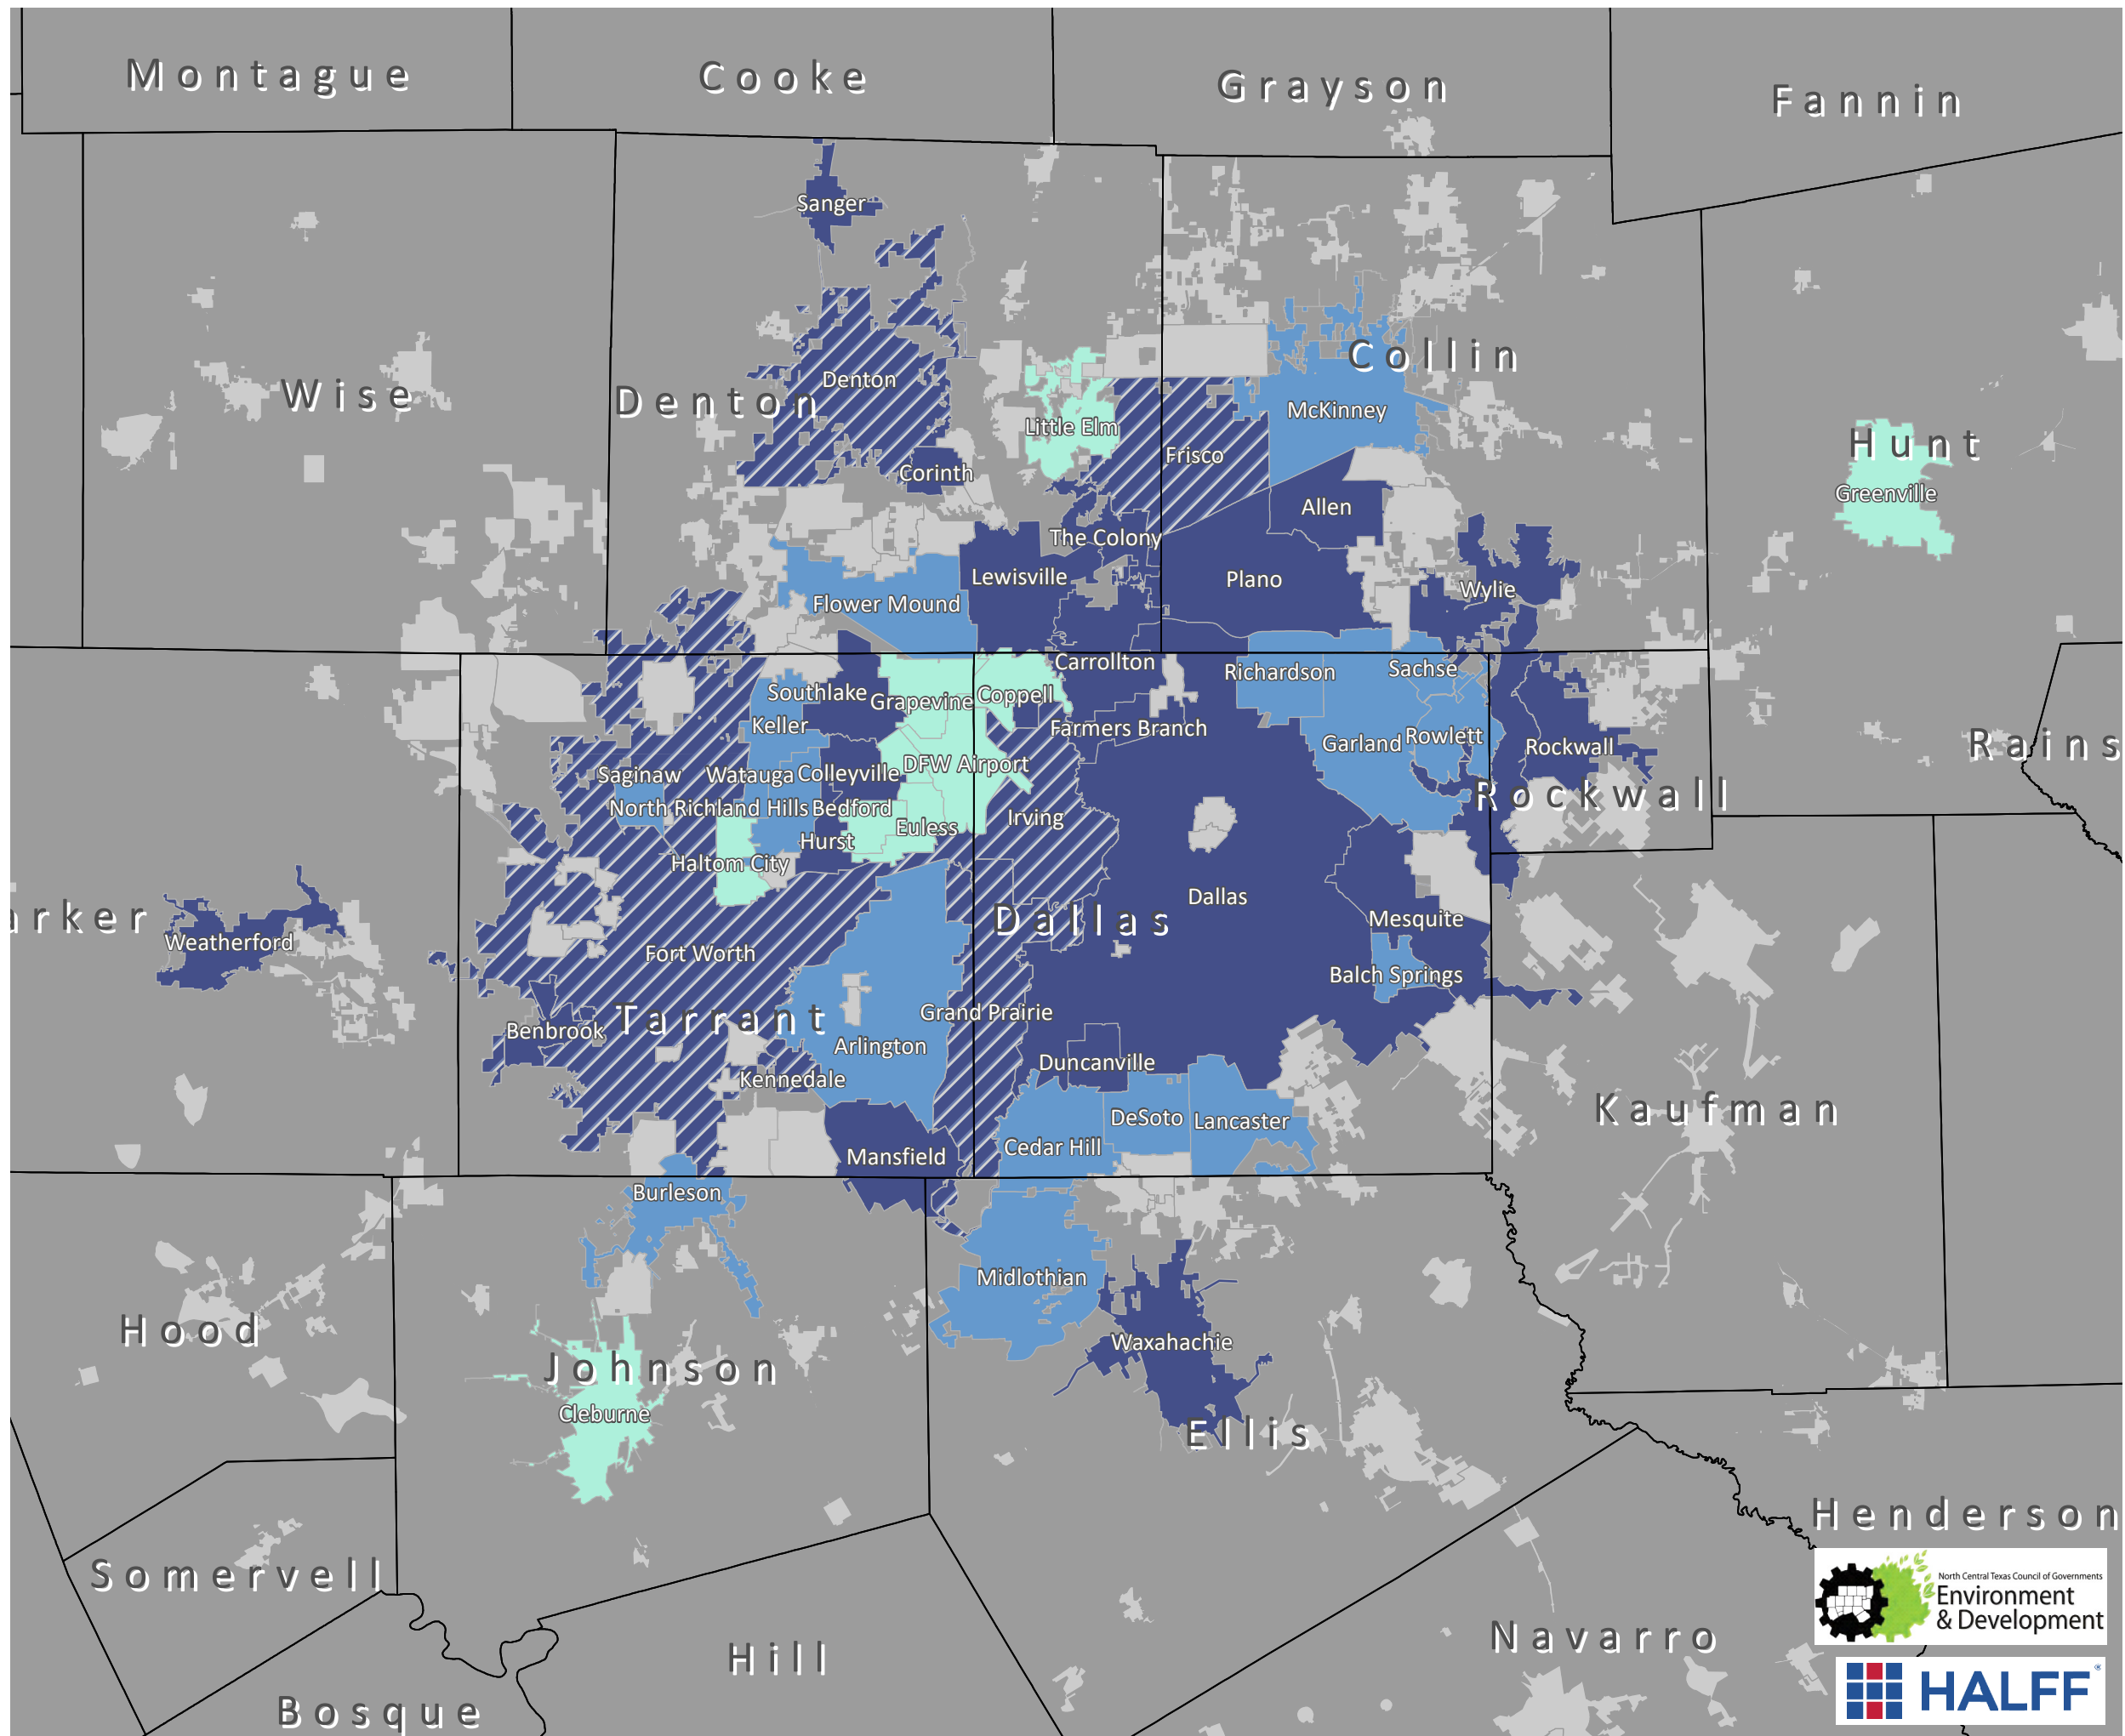 Montague
Cooke
Grayson
Fannin
Sanger
Collin
Wise
Denton
Denton
Little Elm
McKinney
Hunt
Frisco
Corinth
Greenville
Allen
The Colony
Lewisville
Plano
Wylie
Flower Mound
Carrollton
Richardson
Sachse
Southlake
Grapevine
Coppell
Keller
Farmers Branch
Garland
Rowlett
Rockwall
Rains
Saginaw
Watauga
Colleyville
DFW Airport
Rockwall
North Richland Hills
Bedford
Irving
Euless
Hurst
Haltom City
Dallas
arker
Dallas
Mesquite
Weatherford
Fort Worth
Balch Springs
Grand Prairie
Tarrant
Benbrook
Arlington
Duncanville
Kennedale
Kaufman
DeSoto
Lancaster
Cedar Hill
Mansfield
Burleson
Midlothian
Hood
Waxahachie
Johnson
Cleburne
Ellis
Henderson
Somervell
North Central Texas Council of Governments
Environment
& Development
Navarro
Hill
HALFF®
Bosque